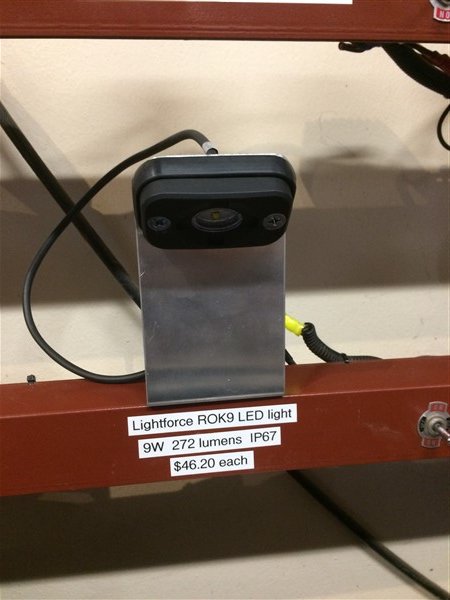 Lightforce ROK9 LED light
9W 272 lumens IP67
$46.20 each